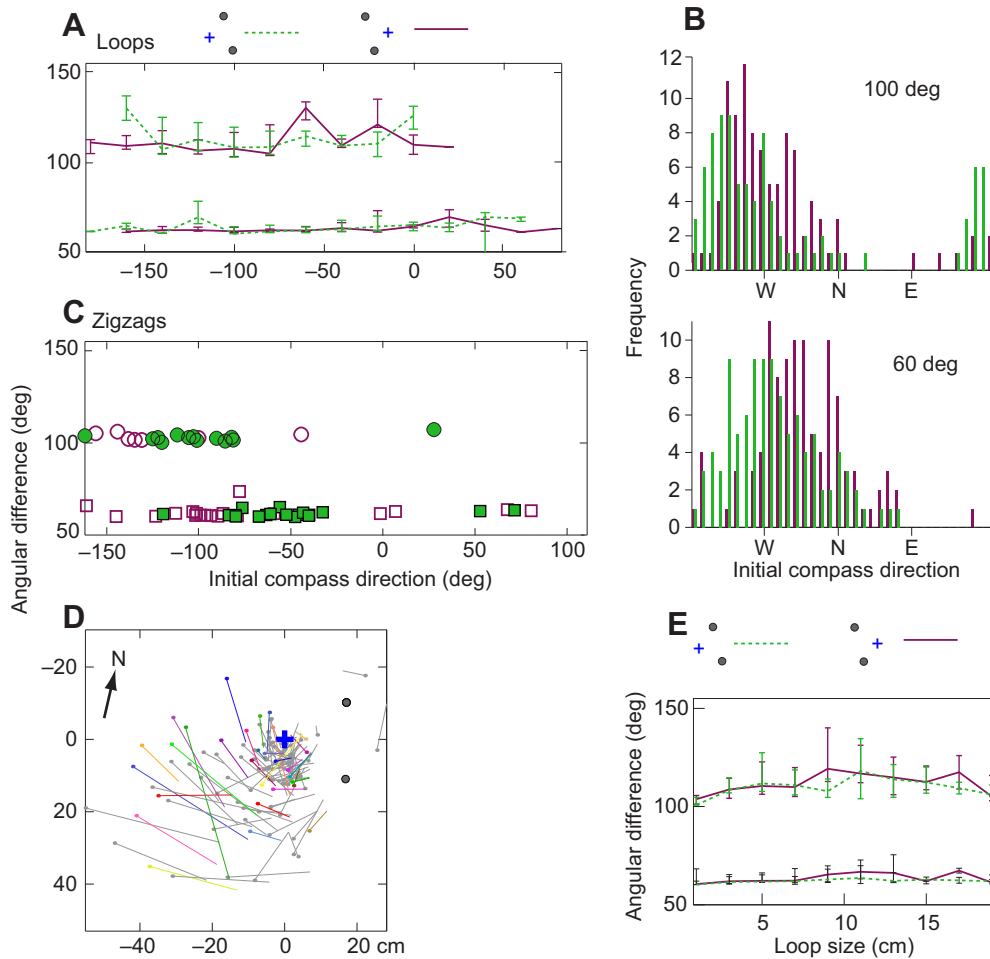 A
Loops
150
100
50
−150
−100
−50
0
50
B
100 deg
12
10
8
6
4
2
0
W
N
E
Frequency
60 deg
10
8
6
4
2
0
W
N
E
Initial compass direction
C
Zigzags
150
100
50
−150
−100
−50
0
50
100
Angular difference (deg)
Initial compass direction (deg)
D
N
−20
0
20
40
−40
−20
0
20 cm
E
150
100
50
5
10
15
Angular difference (deg)
Loop size (cm)